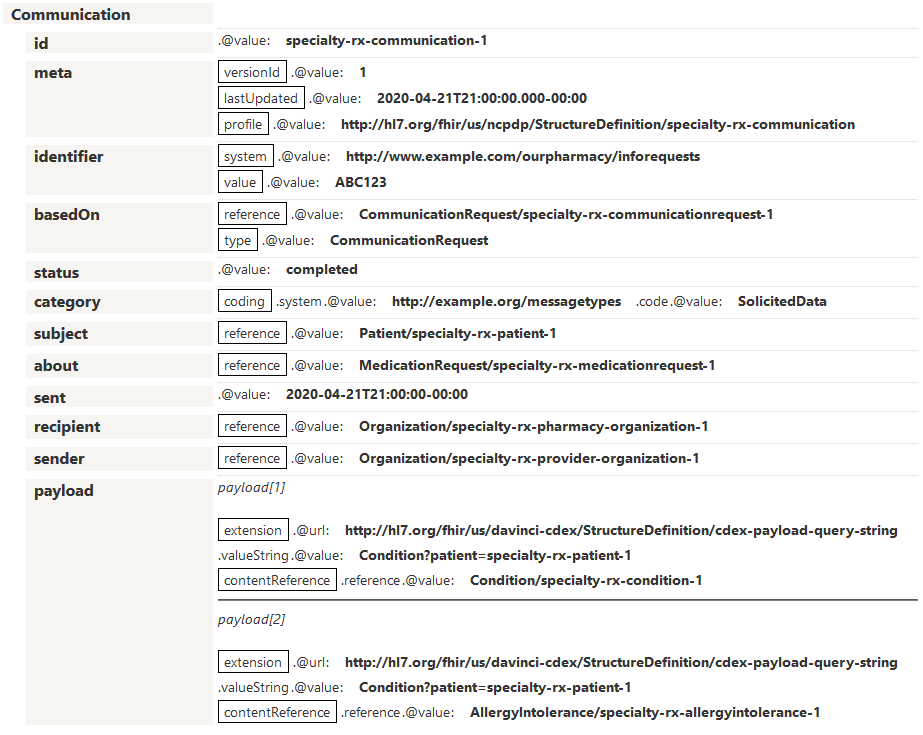 Communication
id .@value: specialty-rx-communication-1
meta versionId .@value: 1
lastUpdated .@value: 2020-04-21T21:00:00.000-00:00
profile .@value: http://hl7.org/fhir/us/ncpdp/StructureDefinition/specialty-rx-communication
identifier system .@value: http://www.example.com/ourpharmacy/inforequests
value .@value: ABC123
basedOn reference .@value: CommunicationRequest/specialty-rx-communicationrequest-1
type .@value: CommunicationRequest
status .@value: completed
category coding .system.@value: http://example.org/messagetypes .code.@value: SolicitedData
subject reference .@value: Patient/specialty-rx-patient-1
about reference .@value: MedicationRequest/specialty-rx-medicationrequest-1
sent .@value: 2020-04-21T21:00:00-00:00
recipient reference .@value: Organization/specialty-rx-pharmacy-organization-1
sender reference .@value: Organization/specialty-rx-provider-organization-1
payload payload[1]
extension .@url: http://hl7.org/fhir/us/davinci-cdex/StructureDefinition/cdex-payload-query-string
.valueString.@value: Condition?patient=specialty-rx-patient-1
contentReference .reference.@value: Condition/specialty-rx-condition-1
payload[2]
extension .@url: http://hl7.org/fhir/us/davinci-cdex/StructureDefinition/cdex-payload-query-string
.valueString.@value: Condition?patient=specialty-rx-patient-1
contentReference .reference.@value: AllergyIntolerance/specialty-rx-allergyintolerance-1